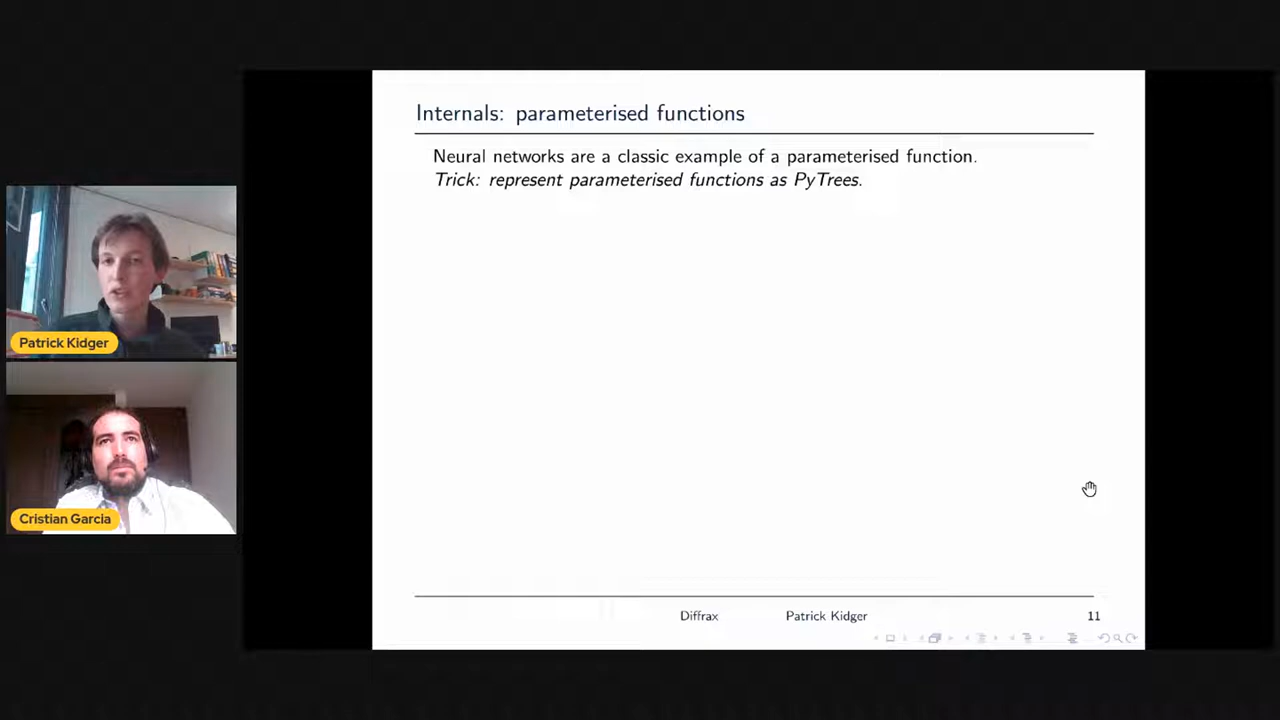 Internals: parameterised functions
Neural networks are a classic example of a parameterised function.
Trick: represent parameterised functions as PyTrees.
Patrick Kidger
Cristian Garcia
Diffrax Patrick Kidger 11